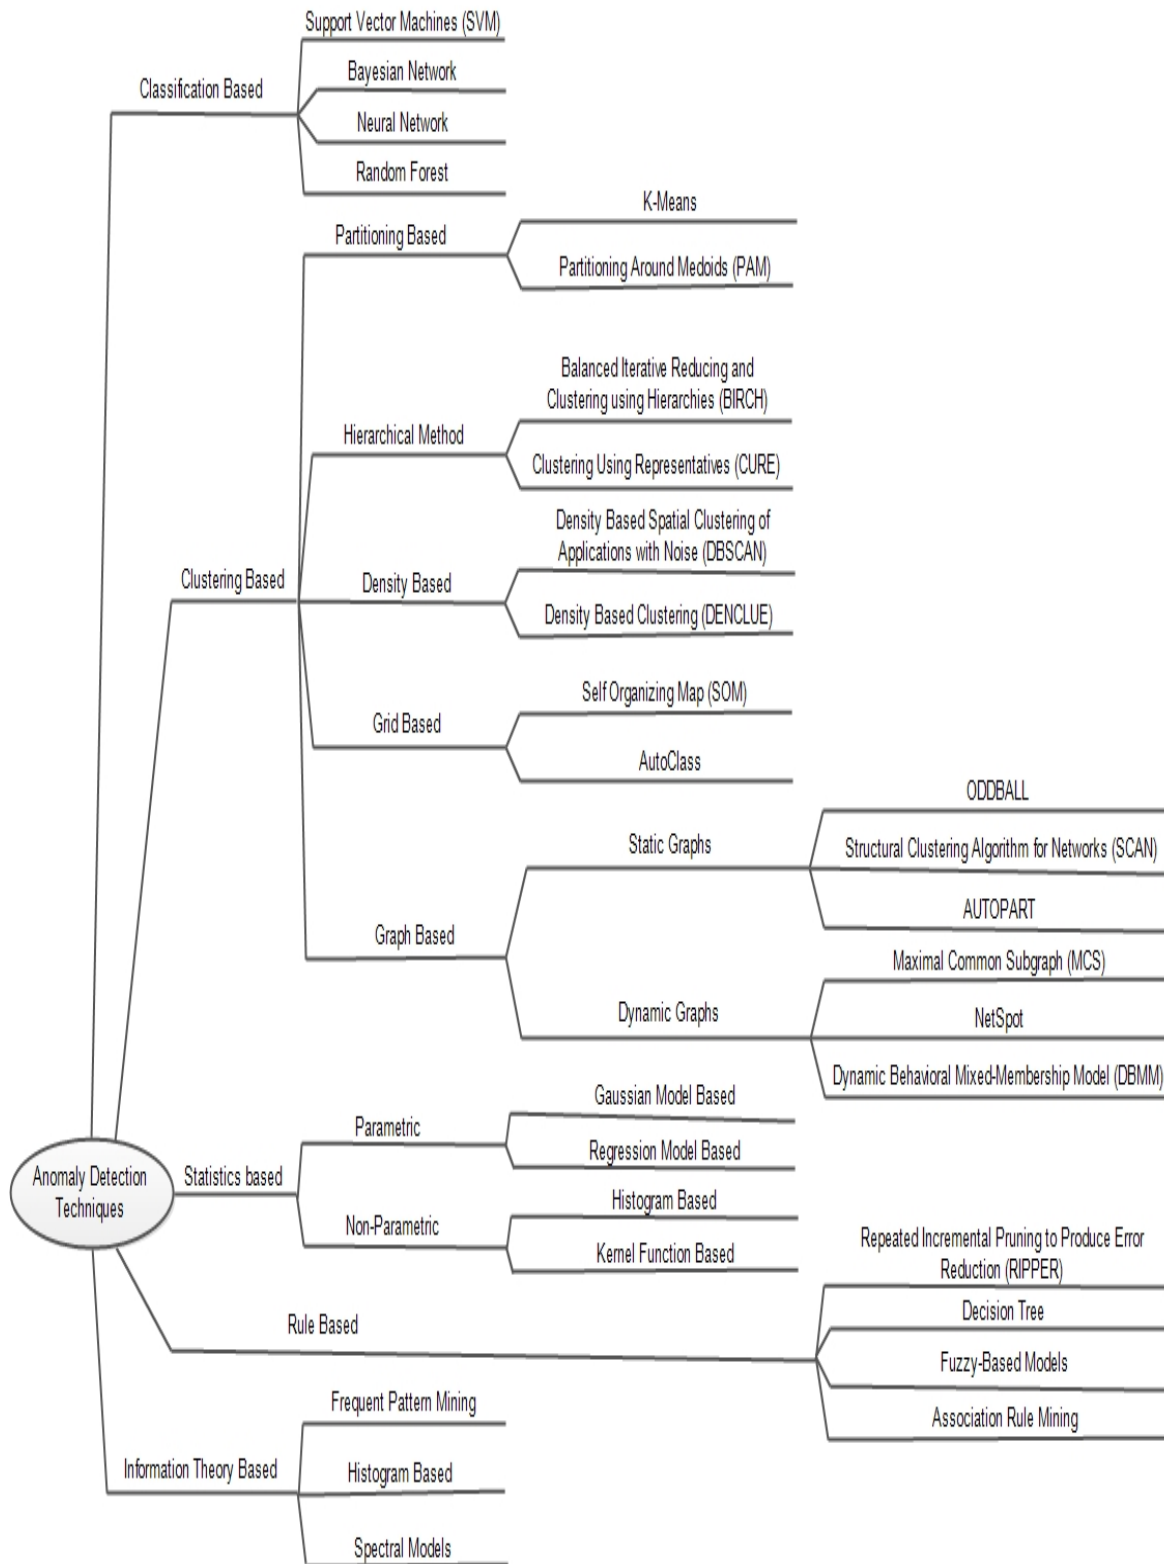 Support Vector Machines (SVM)
Classification Based
Bayesian Network
Neural Network
Random Forest
K-Means
Partitioning Based
Partitioning Around Medoids (PAM)
Balanced Iterative Reducing and
Clustering using Hierarchies (BIRCH)
Hierarchical Method
Clustering Using Representatives (CURE)
Density Based Spatial Clustering of
Applications with Noise (DBSCAN)
Clustering Based
Density Based
Density Based Clustering (DENCLUE)
Self Organizing Map (SOM)
Grid Based
AutoClass
ODDBALL
Static Graphs
Structural Clustering Algorithm for Networks (SCAN)
AUTOPART
Graph Based
Maximal Common Subgraph (MCS)
Dynamic Graphs
NetSpot
Dynamic Behavioral Mixed-Membership Model (DBMM)
Gaussian Model Based
Parametric
Regression Model Based
Anomaly Detection
Techniques
Statistics based
Histogram Based
Non-Parametric
Kernel Function Based
Repeated Incremental Pruning to Produce Error
Reduction (RIPPER)
Rule Based
Decision Tree
Fuzzy-Based Models
Association Rule Mining
Frequent Pattern Mining
Information Theory Based
Histogram Based
Spectral Models